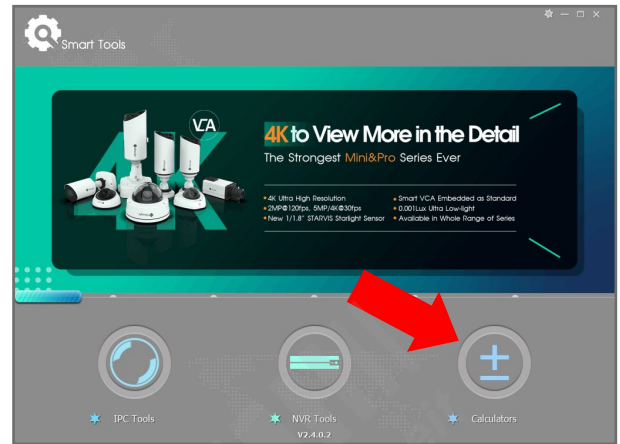 Smart Tools
VCA
4K
4K to View More in the Detail
The Strongest Mini&Pro Series Ever
• 4K Ultra High Resolution
• 2MP@120fps, 5MP/4K@30fps
• New 1/1.8" STARVIS Starlight Sensor
• Smart VCA Embedded as Standard
• 0.001Lux Ultra Low-light
• Available in Whole Range of Series
IPC Tools
NVR Tools
Calculators
V2.4.0.2